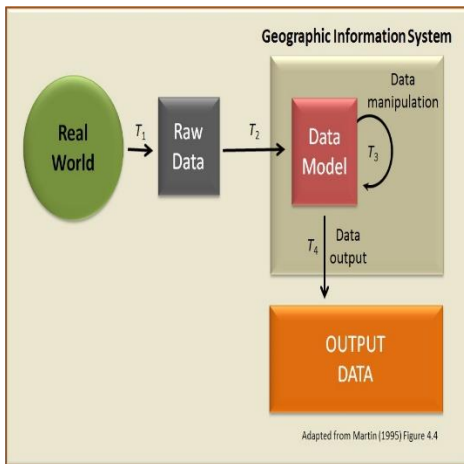 Geographic Information System
Real
World
T1
Raw
Data
T2
Data
Model
Data
manipulation
T3
T4
Data
output
OUTPUT
DATA
Adapted from Martin (1995) Figure 4.4